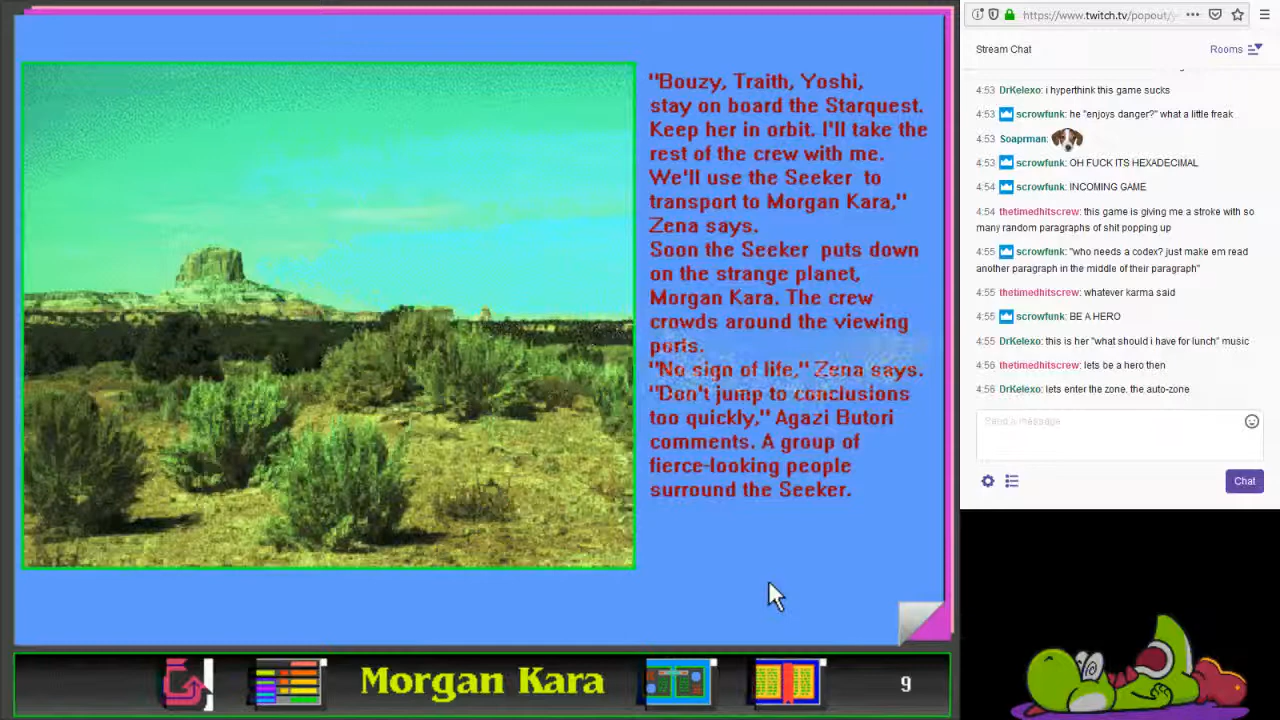 "Bouzy, Traith, Yoshi,
stay on board the Starquest.
Keep her in orbit. I'll take the
rest of the crew with me.
We'll use the Seeker  to
transport to Morgan Kara,"
Zena says.
Soon the Seeker  puts down
on the strange planet,
Morgan Kara. The crew
crowds around the viewing
ports.
"No sign of life," Zena says.
"Don't jump to conclusions
too quickly," Agazi Butori
comments. A group of
fierce-looking people
surround the Seeker.
Morgan Kara
9
https://www.twitch.tv/popout/
Stream Chat
Rooms
4:53 DrKelexo: i hyperthink this game sucks
4:53 scrowfunk: he "enjoys danger?" what a little freak
4:53 Soaprman:
4:53 scrowfunk: OH FUCK ITS HEXADECIMAL
4:54 scrowfunk: INCOMING GAME
4:54 thetimedhitscrew: this game is giving me a stroke with so
many random paragraphs of shit popping up
4:55 scrowfunk: "who needs a codex? just make em read
another paragraph in the middle of their paragraph"
4:55 thetimedhitscrew: whatever karma said
4:55 scrowfunk: BE A HERO
4:55 DrKelexo: this is her "what should i have for lunch" music
4:56 thetimedhitscrew: lets be a hero then
4:56 DrKelexo: lets enter the zone, the auto-zone
Send a message
Chat